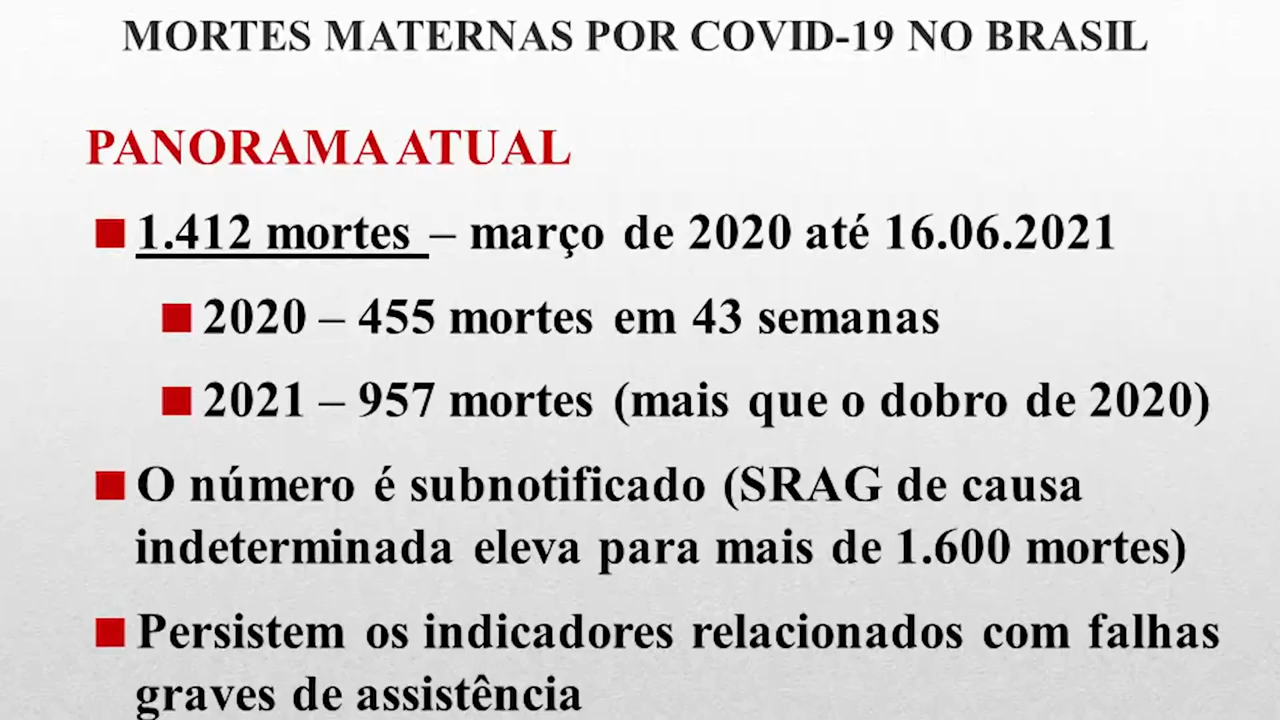 MORTES MATERNAS POR COVID-19 NO BRASIL
PANORAMA ATUAL
1.412 mortes – março de 2020 até 16.06.2021
2020 – 455 mortes em 43 semanas
2021 – 957 mortes (mais que o dobro de 2020)
O número é subnotificado (SRAG de causa
indeterminada eleva para mais de 1.600 mortes)
Persistem os indicadores relacionados com falhas
graves de assistência